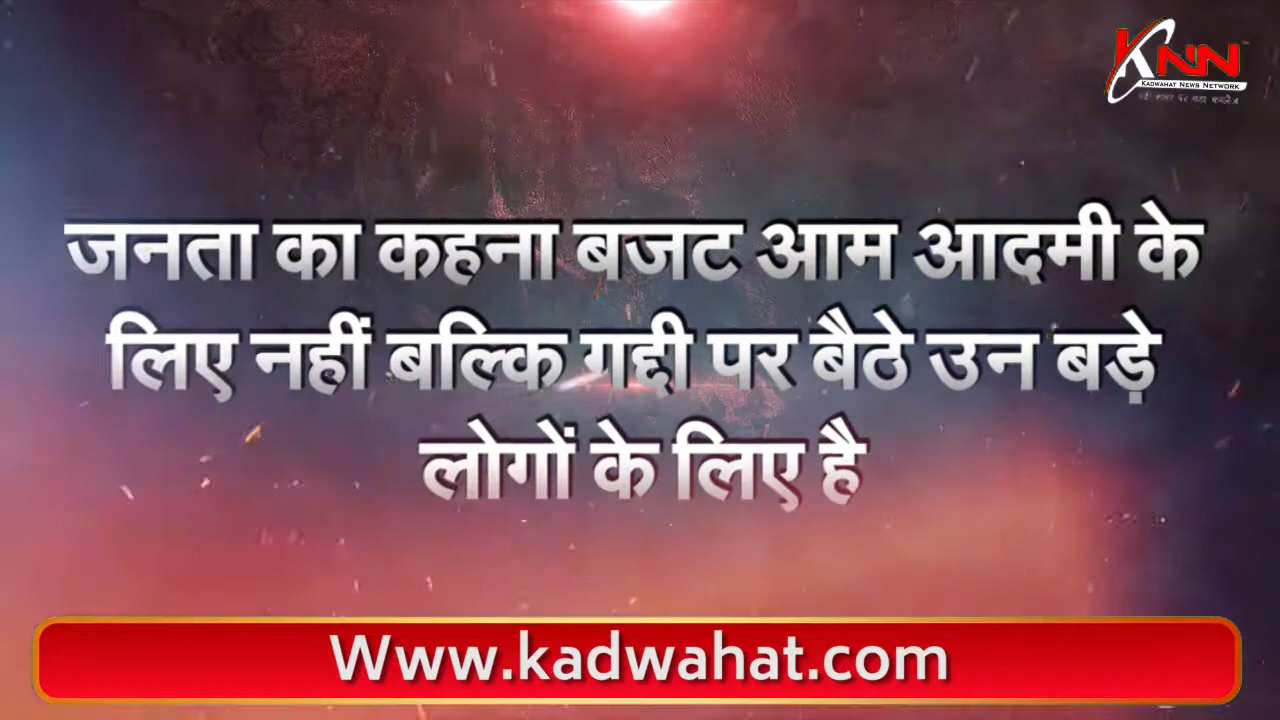 KNN
KADWAHAT NEWS NETWORK
जनता का कहना बजट आम आदमी के
लिए नहीं बल्कि गद्दी पर बैठे उन बड़े
लोगों के लिए है
Www.kadwahat.com